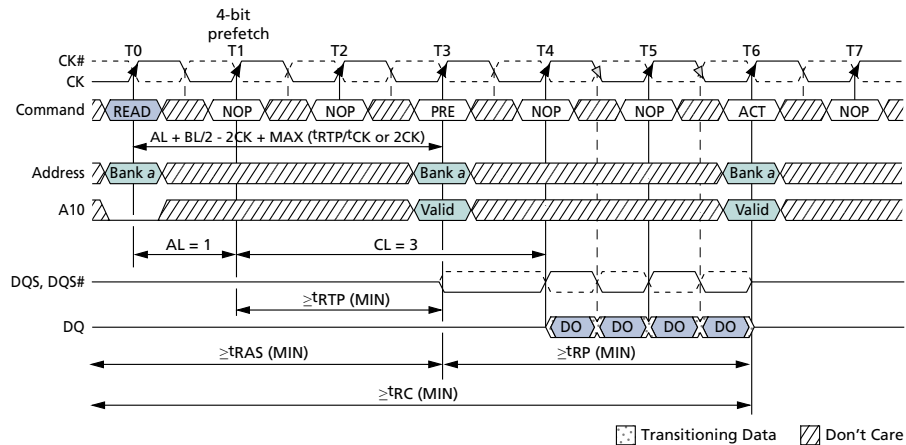 4-bit
prefetch
T0 T1 T2 T3 T4 T5 T6 T7
CK#
CK
Command READ NOP NOP PRE NOP NOP ACT NOP
AL + BL/2 - 2CK + MAX (tRTP/tCK or 2CK)
Address Bank a Bank a Bank a
A10 Valid Valid
AL = 1 CL = 3
DQS, DQS#
≥tRTP (MIN)
DQ DO DO DO DO
≥tRAS (MIN) ≥tRP (MIN)
≥tRC (MIN)
Transitioning Data Don't Care